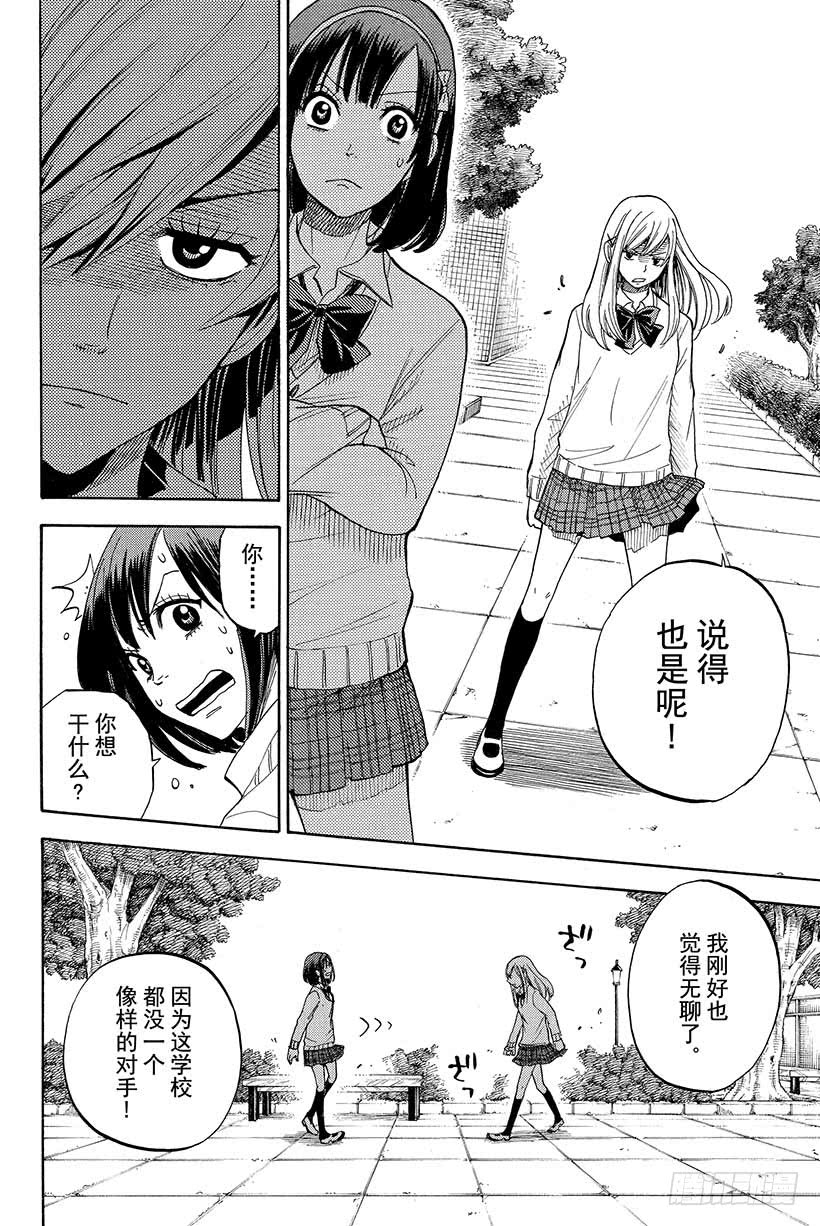 说得
也是呢！
你……
你想
干什么？
我刚好也
觉得无聊了。
ざっ
ざっ
因为这学校
都没一个
像样的对手！
腾讯动漫